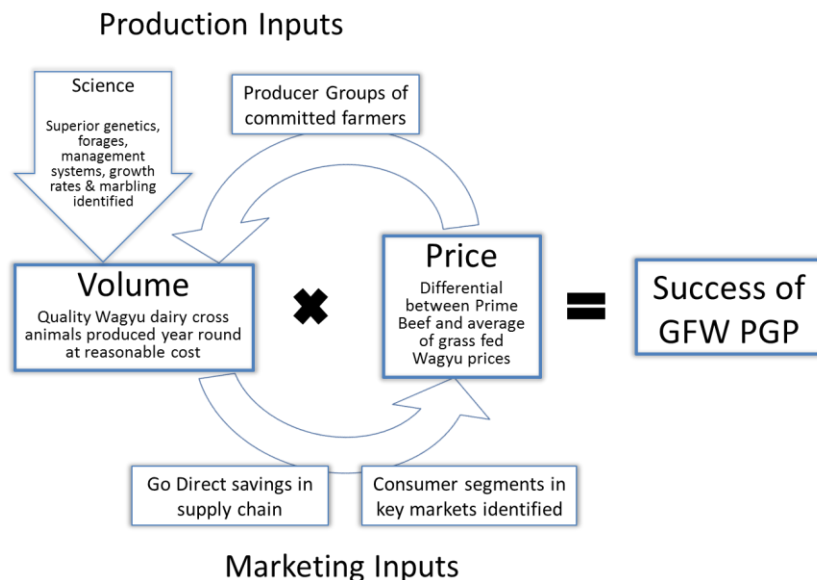 Production Inputs
Science
Superior genetics,
forages,
management
systems, growth
rates & marbling
identified
Producer Groups of
committed farmers
Volume
Quality Wagyu dairy cross
animals produced year round
at reasonable cost
Price
Differential
between Prime
Beef and average
of grass fed
Wagyu prices
Success of
GFW PGP
Go Direct savings in
supply chain
Consumer segments in
key markets identified
Marketing Inputs